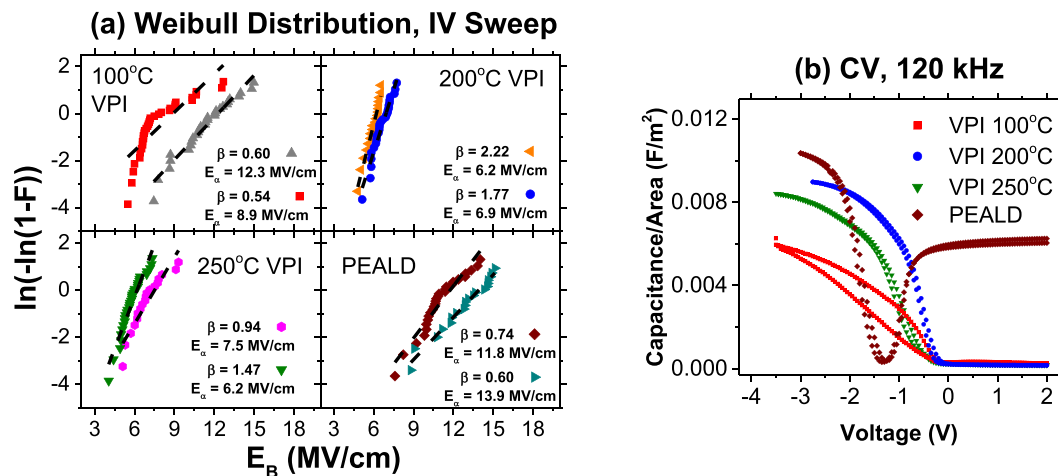 (a) Weibull Distribution, IV Sweep
ln(-ln(1-F))
2
0
-2
-4
100°C
VPI
β = 0.60
Eα = 12.3 MV/cm
β = 0.54
Eα = 8.9 MV/cm
200°C VPI
β = 2.22
Eα = 6.2 MV/cm
β = 1.77
Eα = 6.9 MV/cm
2
0
-2
-4
250°C VPI
β = 0.94
Eα = 7.5 MV/cm
β = 1.47
Eα = 6.2 MV/cm
PEALD
β = 0.74
Eα = 11.8 MV/cm
β = 0.60
Eα = 13.9 MV/cm
3 6 9 12 15 18 3 6 9 12 15 18
EB (MV/cm)
(b) CV, 120 kHz
Capacitance/Area (F/m²)
0.012
0.008
0.004
0.000
VPI 100°C
VPI 200°C
VPI 250°C
PEALD
-4 -3 -2 -1 0 1 2
Voltage (V)